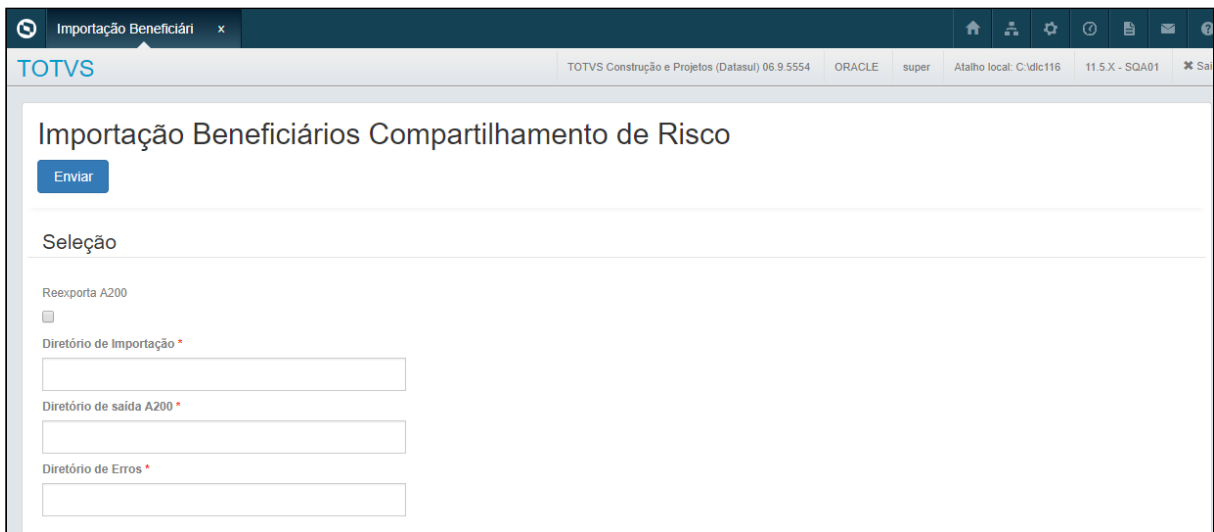 Importação Beneficiári x
TOTVS TOTVS Construção e Projetos (Datasul) 06.9.5554 ORACLE super Atalho local: C:\dlc116 11.5.X - SQA01 ✖ Sai
Importação Beneficiários Compartilhamento de Risco
Enviar
Seleção
Reexporta A200
Diretório de Importação *
Diretório de saída A200 *
Diretório de Erros *